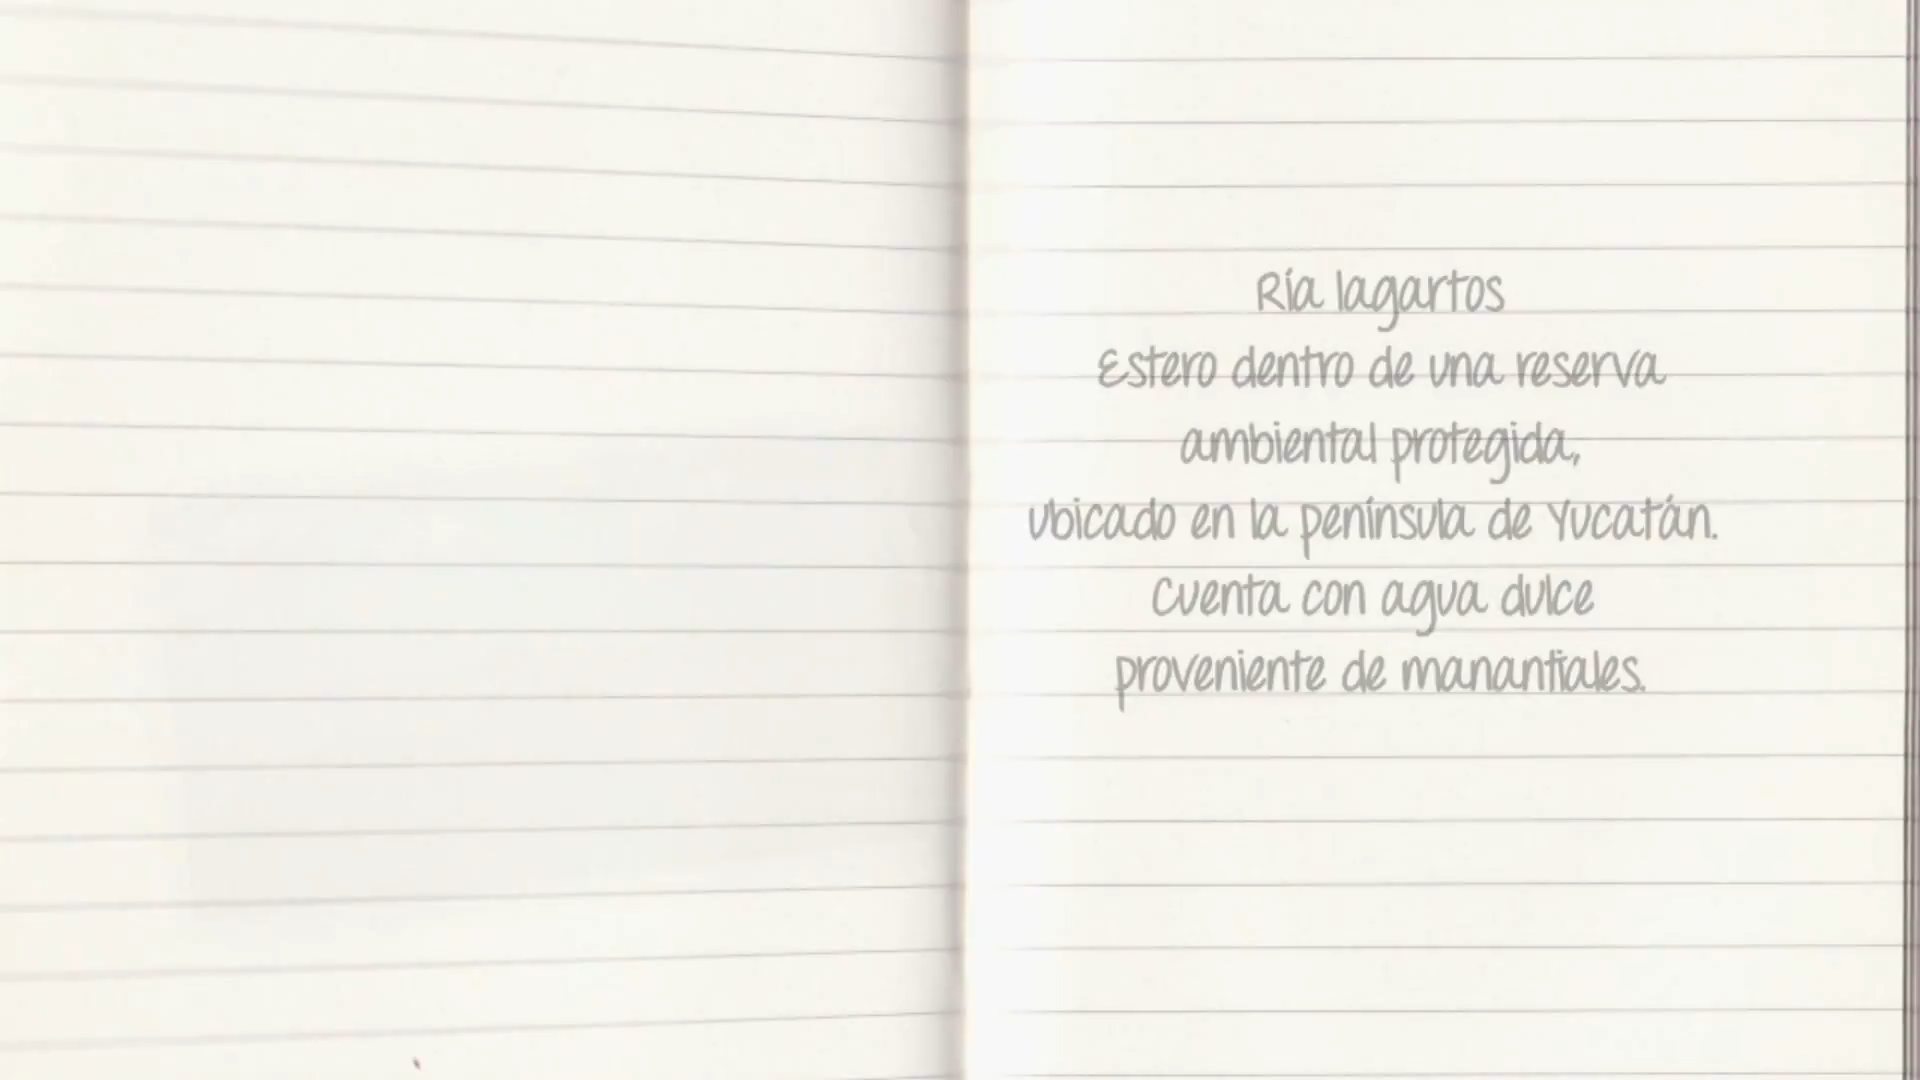 Ría lagartos
Estero dentro de una reserva
ambiental protegida,
ubicado en la península de Yucatán.
Cuenta con agua dulce
proveniente de manantiales.